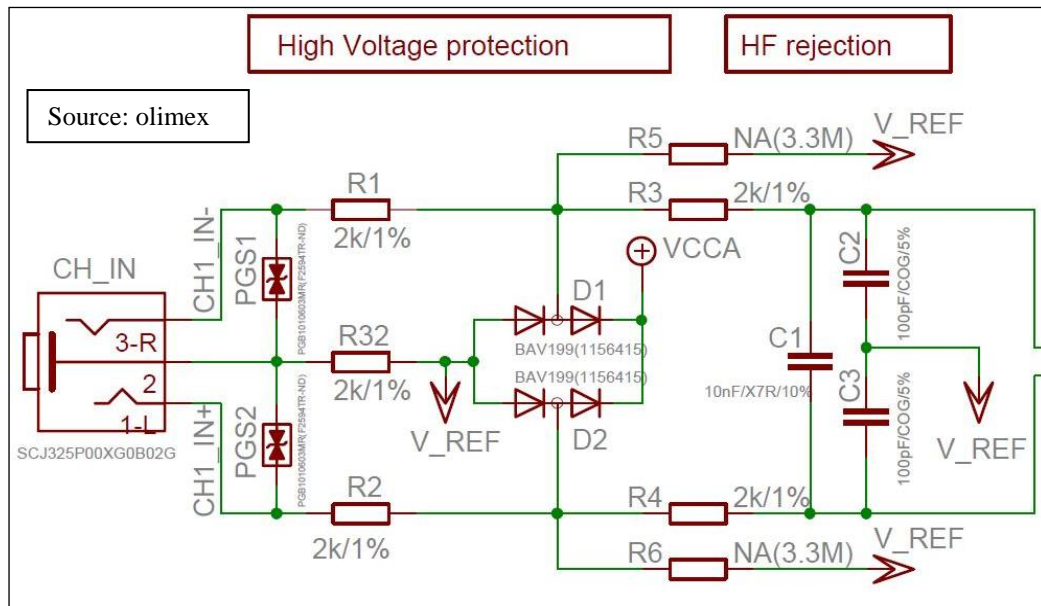 High Voltage protection
HF rejection
Source: olimex
R5
NA(3.3M)
V_REF
R1
2k/1%
R3
2k/1%
VCCA
CH_IN
CH1_IN-
PGS1
PGB1010603MR(F2594TR-ND)
3-R
2
1-L
SCJ325P00XG0B02G
CH1_IN+
PGS2
PGB1010603MR(F2594TR-ND)
R32
2k/1%
V_REF
D1
BAV199(1156415)
BAV199(1156415)
D2
C1
10nF/X7R/10%
C2
100pF/COG/5%
C3
100pF/COG/5%
V_REF
R2
2k/1%
R4
2k/1%
R6
NA(3.3M)
V_REF